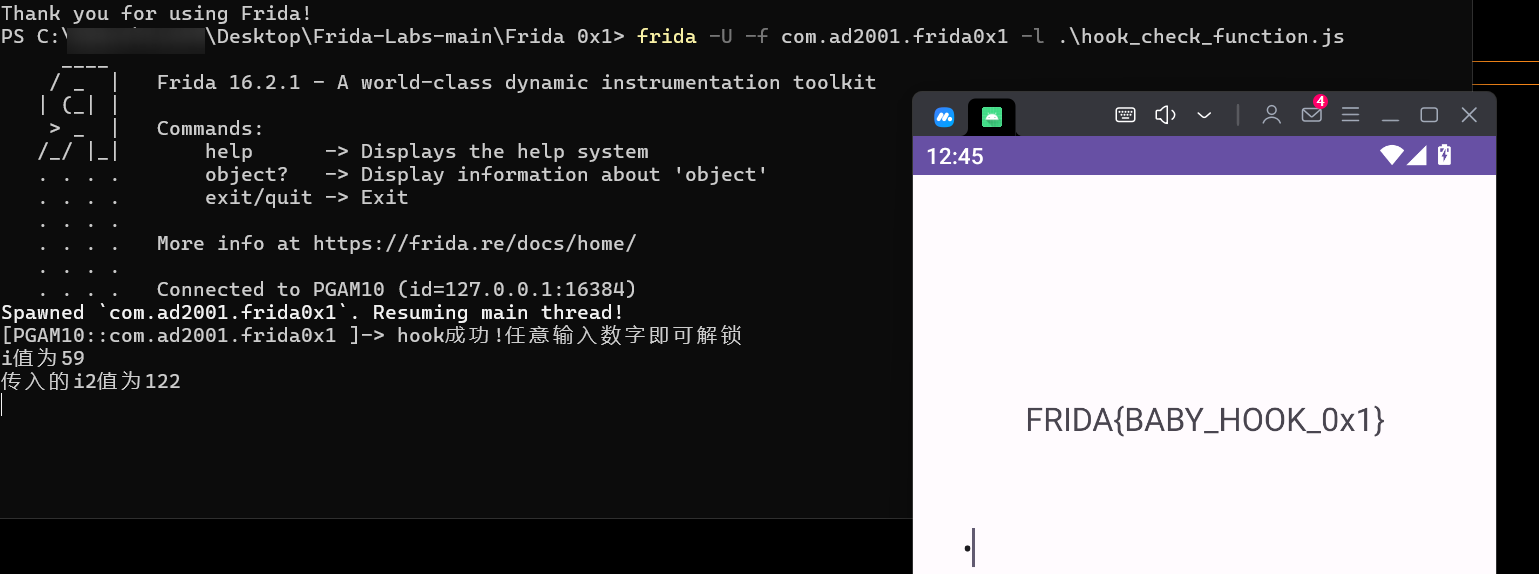 Thank you for using Frida!
PS C:\ \Desktop\Frida-Labs-main\Frida 0x1> frida -U -f com.ad2001.frida0x1 -l .\hook_check_function.js
     ____
    / _  |   Frida 16.2.1 - A world-class dynamic instrumentation toolkit
   | (_| |
    > _  |   Commands:
   /_/ |_|       help      -> Displays the help system
   . . . .       object?   -> Display information about 'object'
   . . . .       exit/quit -> Exit
   . . . .
   . . . .   More info at https://frida.re/docs/home/
   . . . .
   . . . .   Connected to PGAM10 (id=127.0.0.1:16384)
Spawned `com.ad2001.frida0x1`. Resuming main thread!
[PGAM10::com.ad2001.frida0x1 ]-> hook成功!任意输入数字即可解锁
i值为59
传入的i2值为122
4
12:45
FRIDA{BABY_HOOK_0x1}